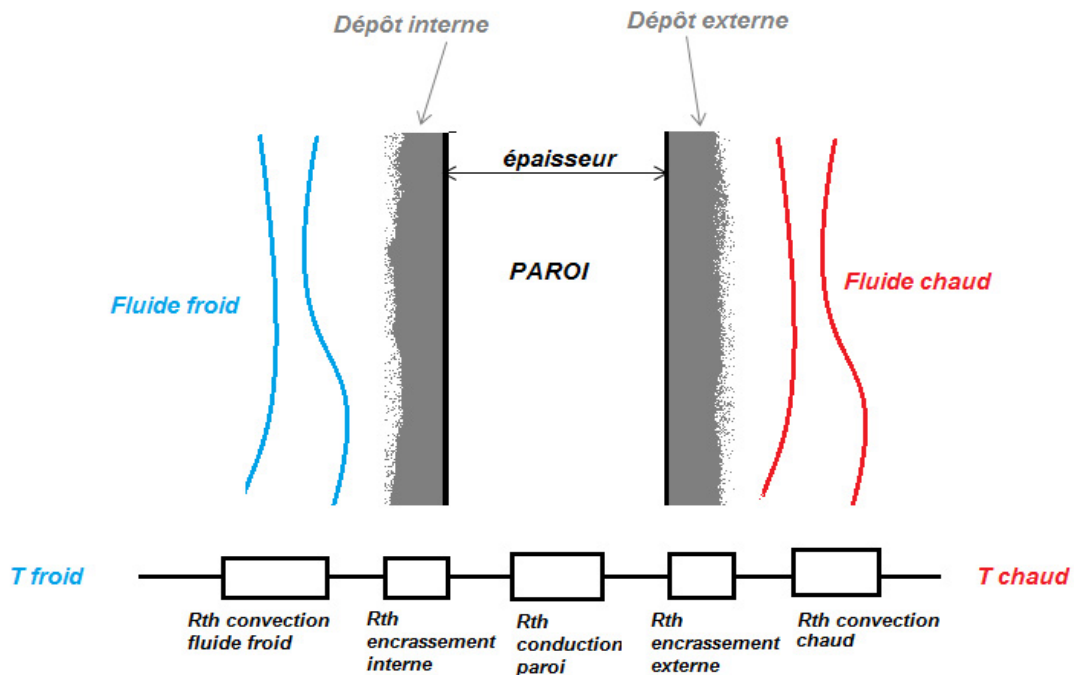 Dépôt interne
Dépôt externe
épaisseur
PAROI
Fluide froid
Fluide chaud
T froid
T chaud
Rth convection
fluide froid
Rth
encrassement
interne
Rth
conduction
paroi
Rth
encrassement
externe
Rth convection
chaud